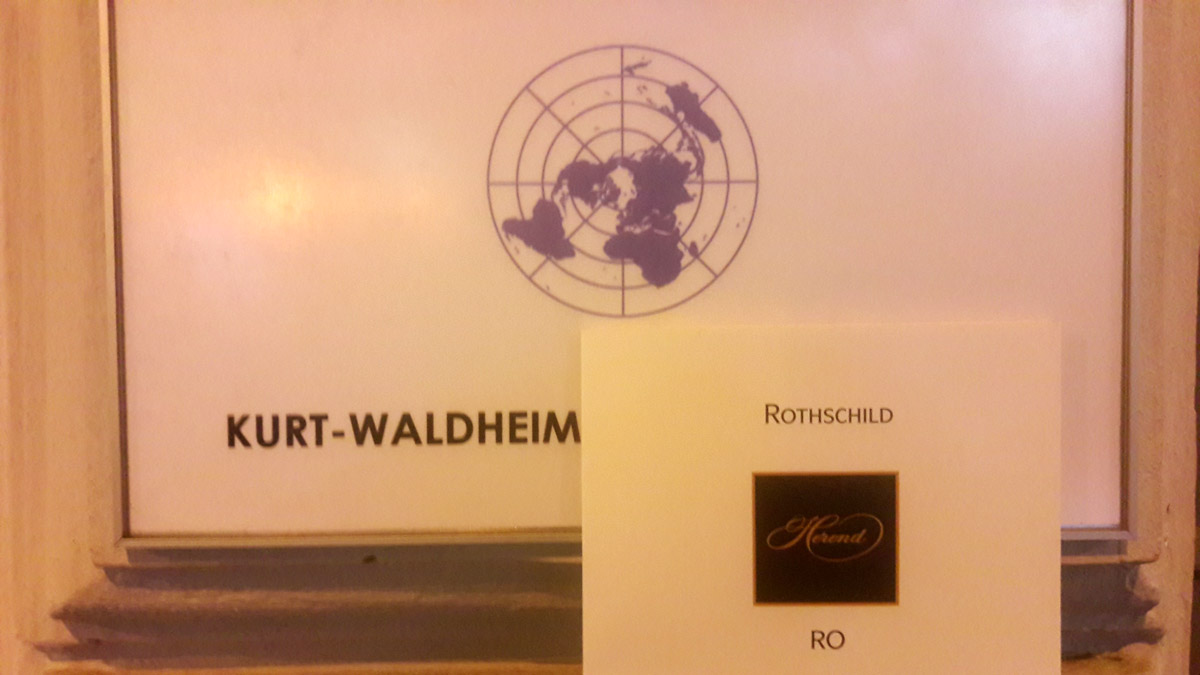 KURT-WALDHEIM
ROTHSCHILD
Herend
RO